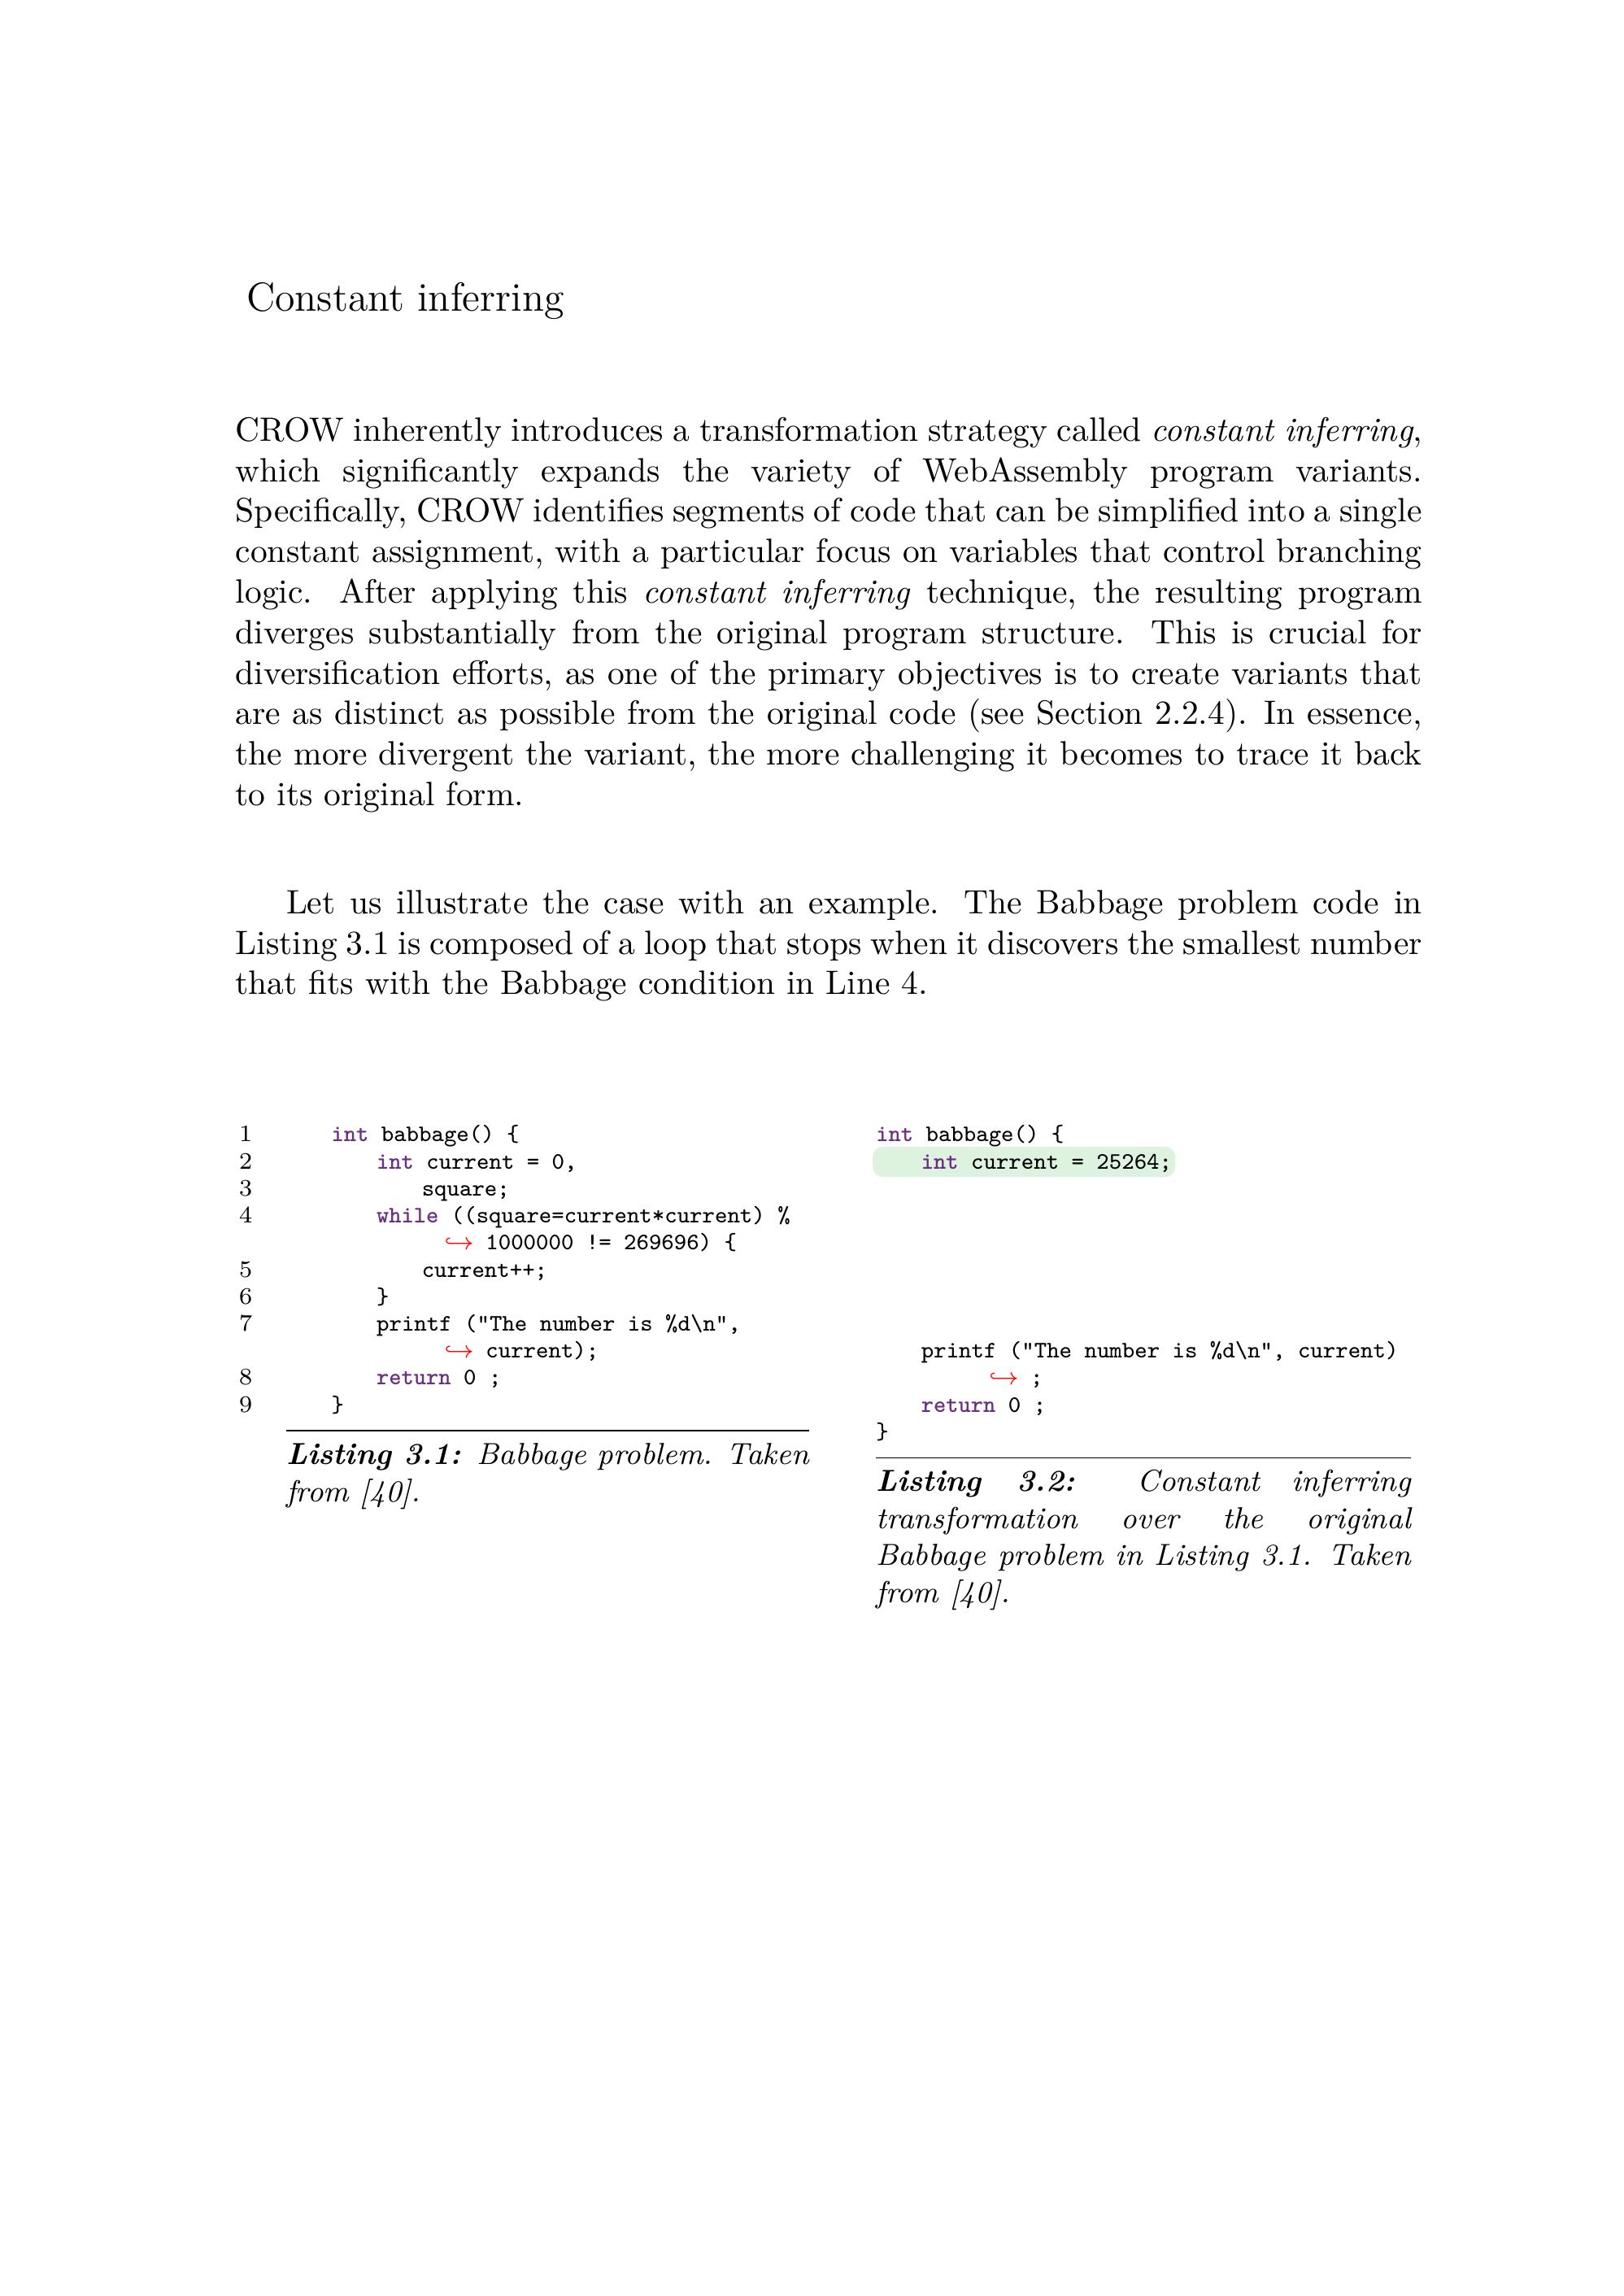 Constant inferring
CROW inherently introduces a transformation strategy called constant inferring,
which significantly expands the variety of WebAssembly program variants.
Specifically, CROW identifies segments of code that can be simplified into a single
constant assignment, with a particular focus on variables that control branching
logic. After applying this constant inferring technique, the resulting program
diverges substantially from the original program structure. This is crucial for
diversification efforts, as one of the primary objectives is to create variants that
are as distinct as possible from the original code (see Section 2.2.4). In essence,
the more divergent the variant, the more challenging it becomes to trace it back
to its original form.
Let us illustrate the case with an example. The Babbage problem code in
Listing 3.1 is composed of a loop that stops when it discovers the smallest number
that fits with the Babbage condition in Line 4.
1 int babbage() {
2 int current = 0,
3 square;
4 while ((square=current*current) %
↪ 1000000 != 269696) {
5 current++;
6 }
7 printf ("The number is %d\n",
↪ current);
8 return 0 ;
9 }
Listing 3.1: Babbage problem. Taken
from [40].
int babbage() {
int current = 25264;
printf ("The number is %d\n", current)
↪ ;
return 0 ;
}
Listing 3.2: Constant inferring
transformation over the original
Babbage problem in Listing 3.1. Taken
from [40].